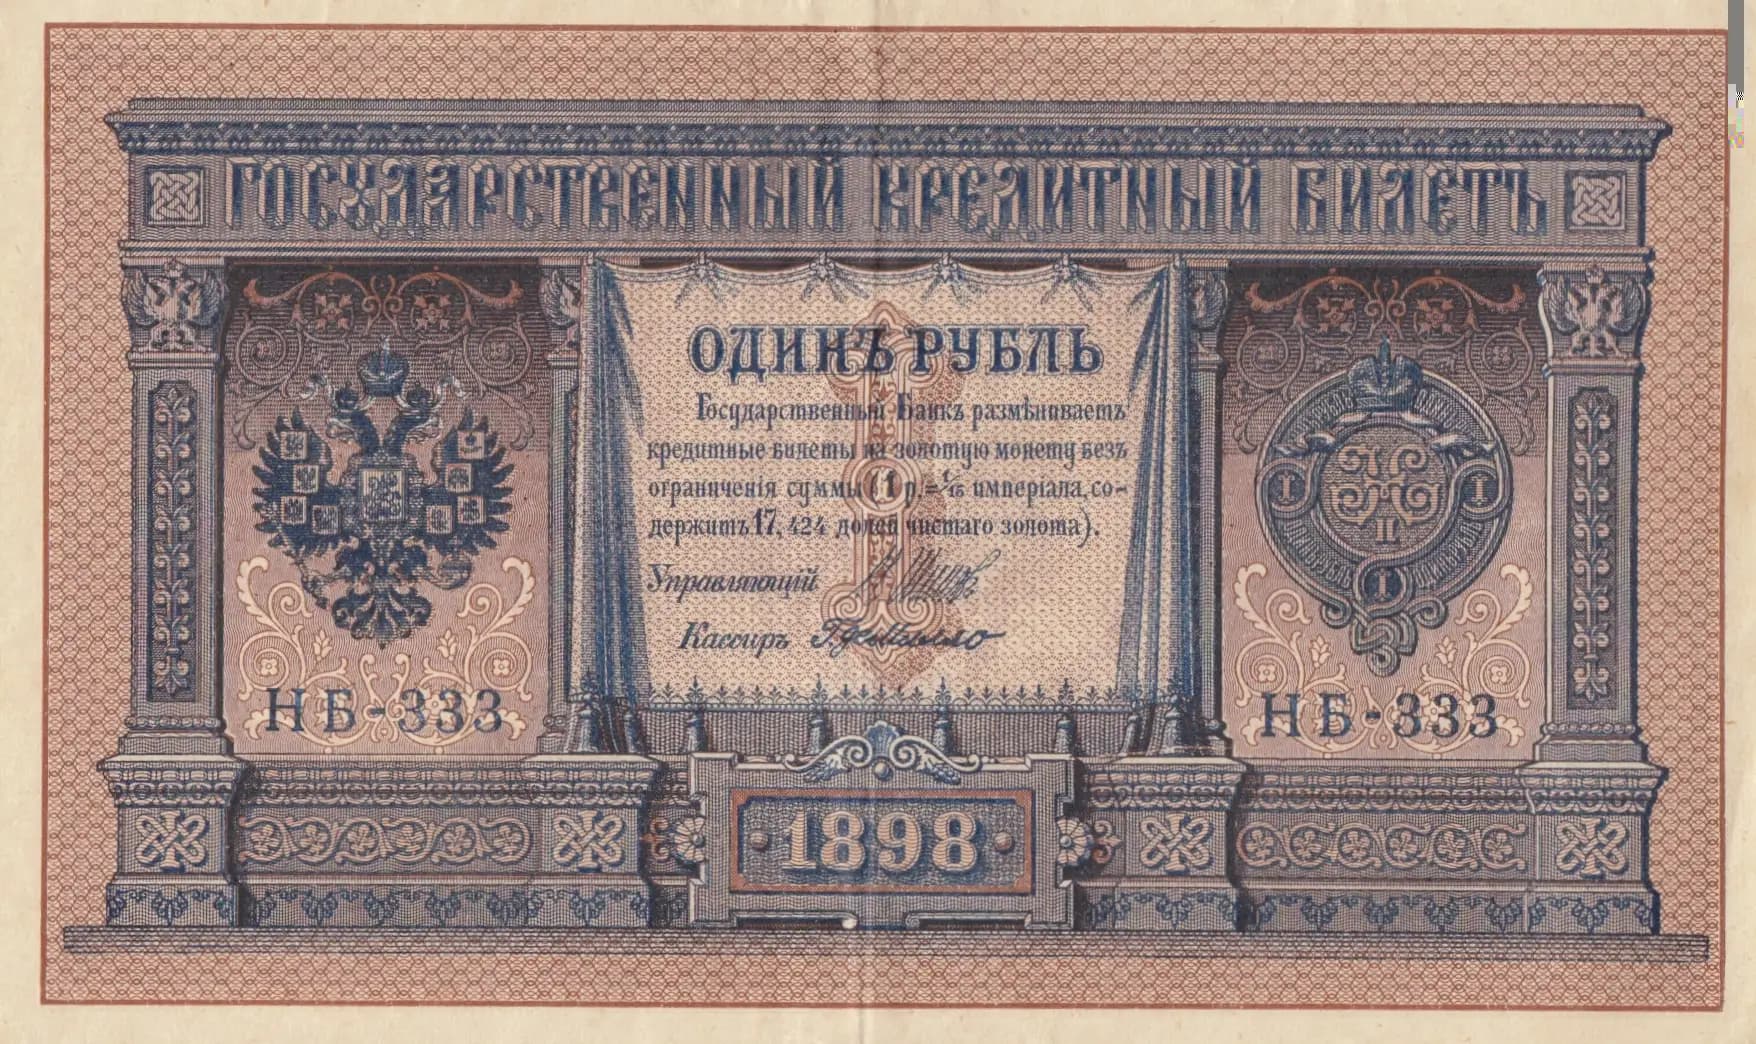 ГОСУДАРСТВЕННЫЙ КРЕДИТНЫЙ БИЛЕТЪ
ОДИНЪ РУБЛЬ
Государственный Банкъ размѣниваетъ
кредитные билеты на золотую монету безъ
ограниченія суммы (1 р.= 1/15 имперіала, со-
держитъ 17,424 долей чистаго золота).
Управляющій
Кассиръ
I I
I
НБ-333 НБ-333
1898